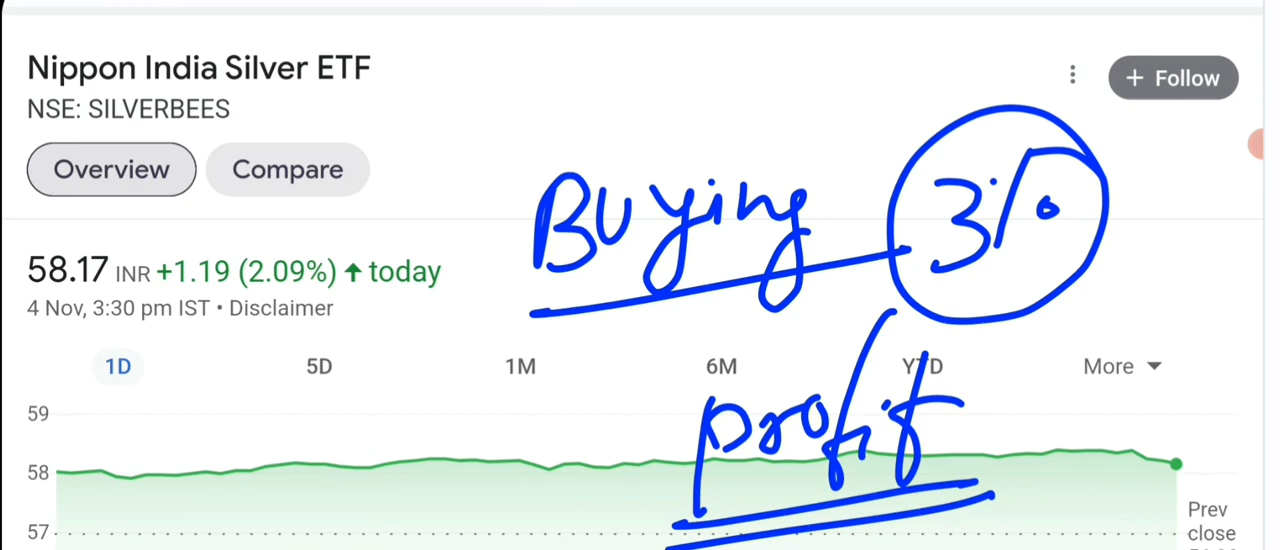 Nippon India Silver ETF
+ Follow
NSE: SILVERBEES
Overview
Compare
Buying 3%
58.17 INR +1.19 (2.09%) ↑ today
4 Nov, 3:30 pm IST • Disclaimer
1D 5D 1M 6M YTD More
profit
59
58
57
Prev
close